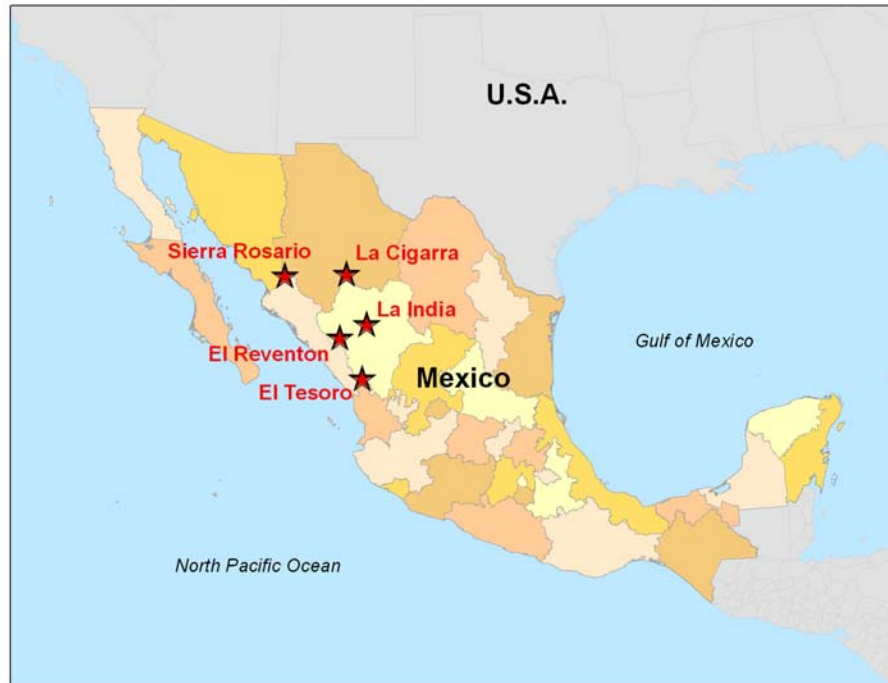 U.S.A.
Sierra Rosario
La Cigarra
La India
El Reventon
Gulf of Mexico
Mexico
El Tesoro
North Pacific Ocean